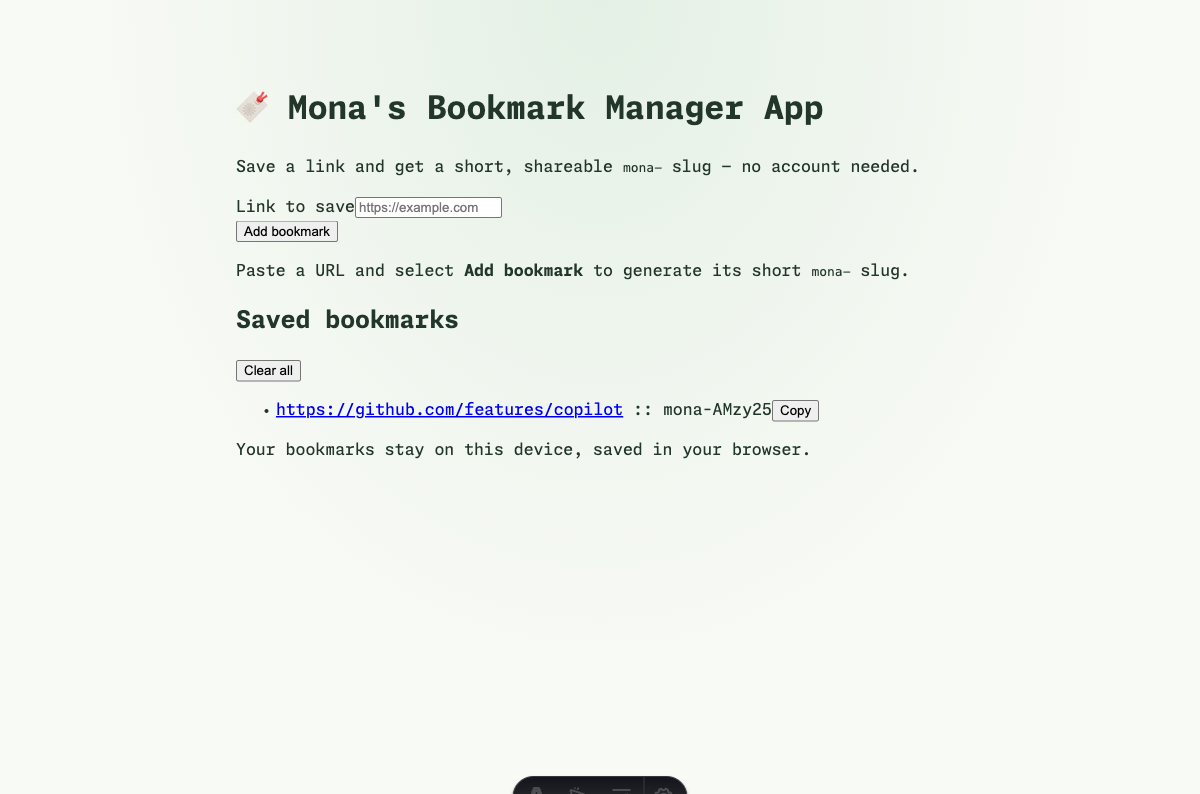 Mona's Bookmark Manager App
Save a link and get a short, shareable mona- slug — no account needed.
Link to save https://example.com
Add bookmark
Paste a URL and select Add bookmark to generate its short mona- slug.
Saved bookmarks
Clear all
• https://github.com/features/copilot :: mona-AMzy25 Copy
Your bookmarks stay on this device, saved in your browser.